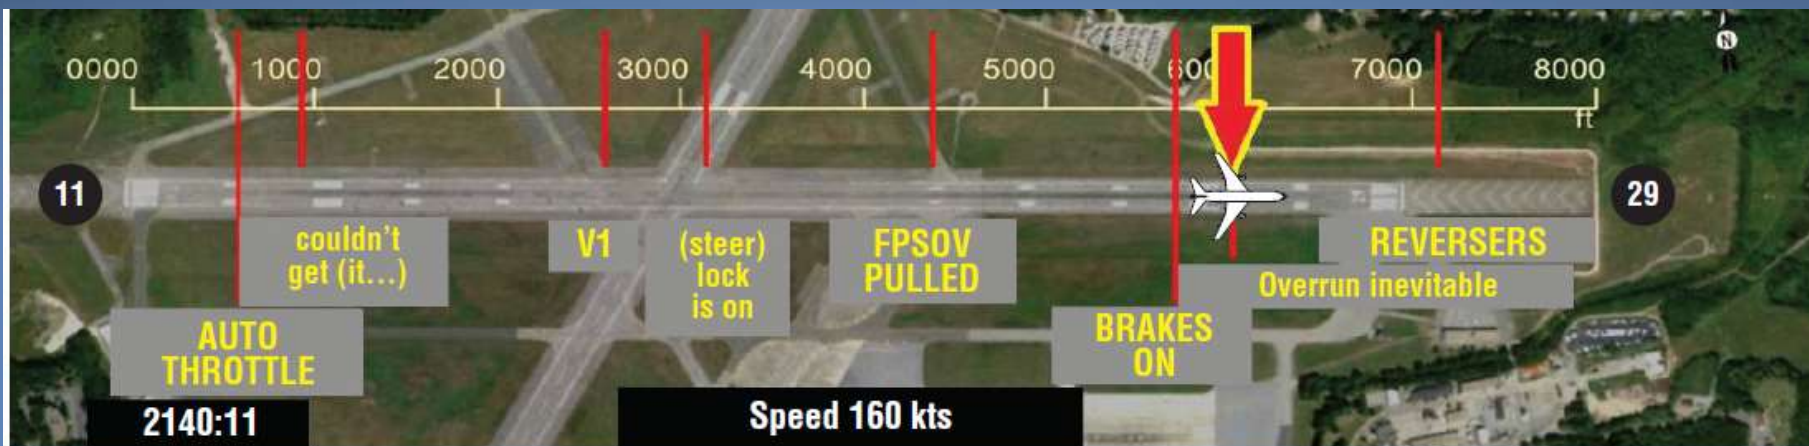 N
0000 1000 2000 3000 4000 5000 6000 7000 8000
ft
11
29
couldn't
get (it...)
V1
(steer)
lock
is on
FPSOV
PULLED
REVERSERS
Overrun inevitable
AUTO
THROTTLE
BRAKES
ON
2140:11
Speed 160 kts